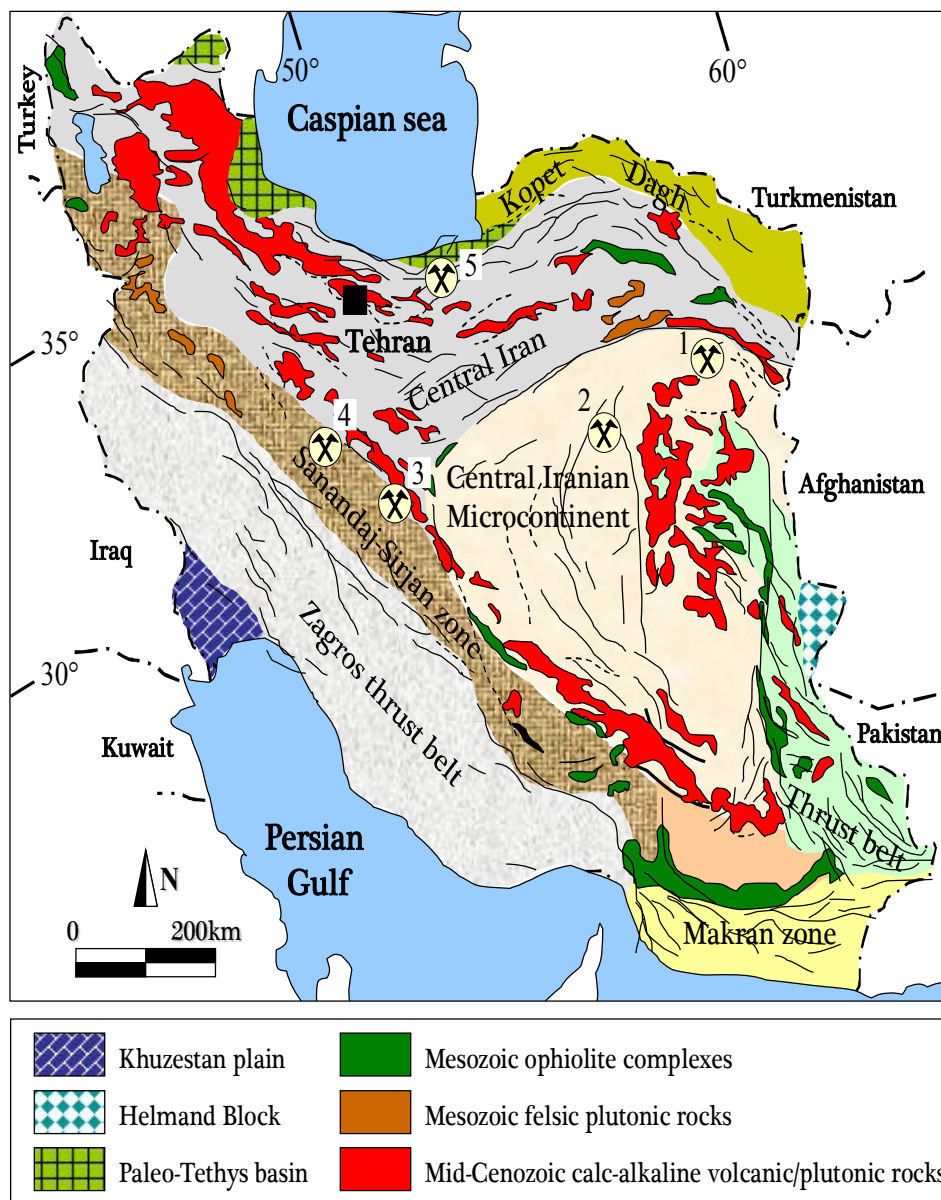 50°
60°
Turkey
Caspian sea
Kopet Dagh
Turkmenistan
5
Tehran
35°
Central Iran
1
2
4
3
Central Iranian
Microcontinent
Afghanistan
Sanandaj Sirjan zone
Iraq
Zagros thrust belt
30°
Kuwait
Pakistan
Thrust belt
Persian
Gulf
N
0 200km
Makran zone
Khuzestan plain
Mesozoic ophiolite complexes
Helmand Block
Mesozoic felsic plutonic rocks
Paleo-Tethys basin
Mid-Cenozoic calc-alkaline volcanic/plutonic rocks